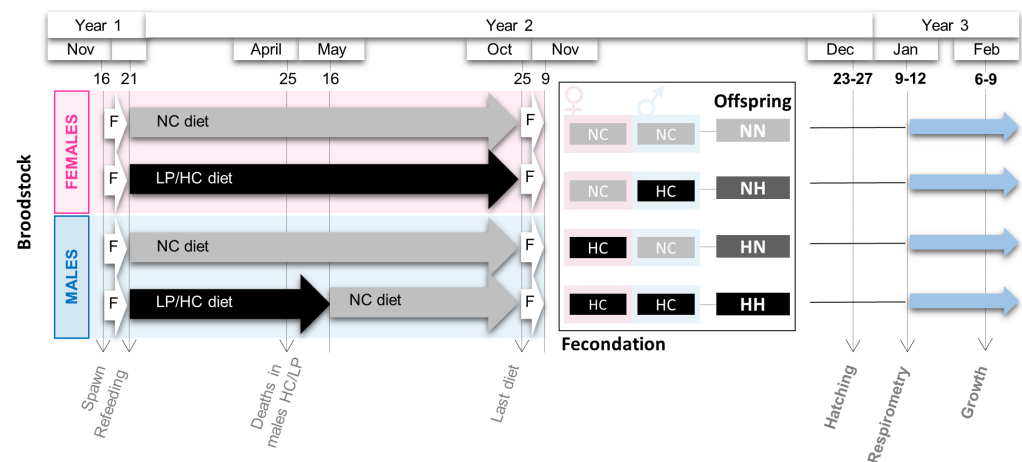 Year 1
Year 2
Year 3
Nov
April
May
Oct
Nov
Dec
Jan
Feb
16
21
25
16
25
9
23-27
9-12
6-9
Broodstock
FEMALES
F
NC diet
F
F
LP/HC diet
F
MALES
F
NC diet
F
F
LP/HC diet
NC diet
F
♀
♂
Offspring
NC
NC
NN
NC
HC
NH
HC
NC
HN
HC
HC
HH
Fecondation
Spawn
Refeeding
Deaths in
males HC/LP
Last diet
Hatching
Respirometry
Growth